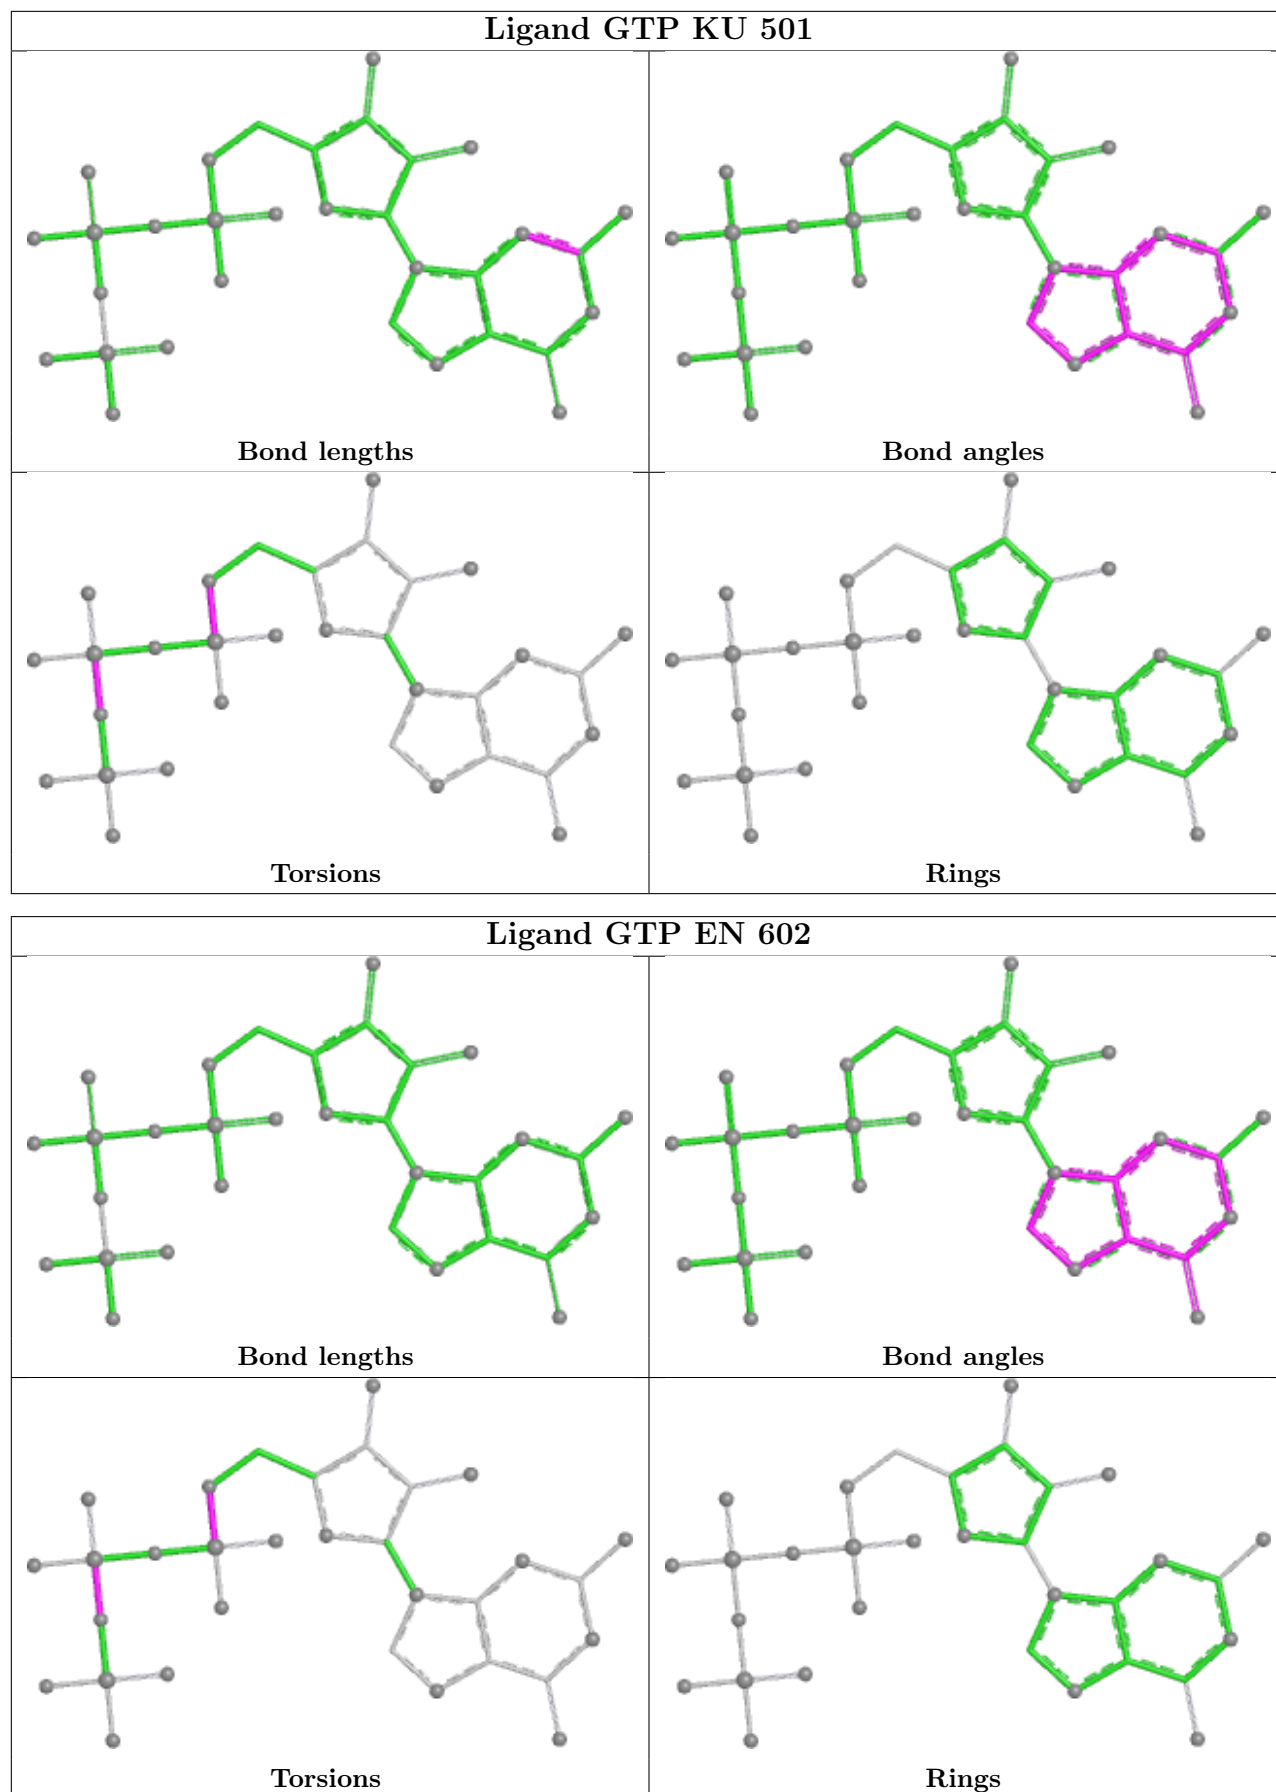 Ligand GTP KU 501
Bond lengths
Bond angles
Torsions
Rings
Ligand GTP EN 602
Bond lengths
Bond angles
Torsions
Rings